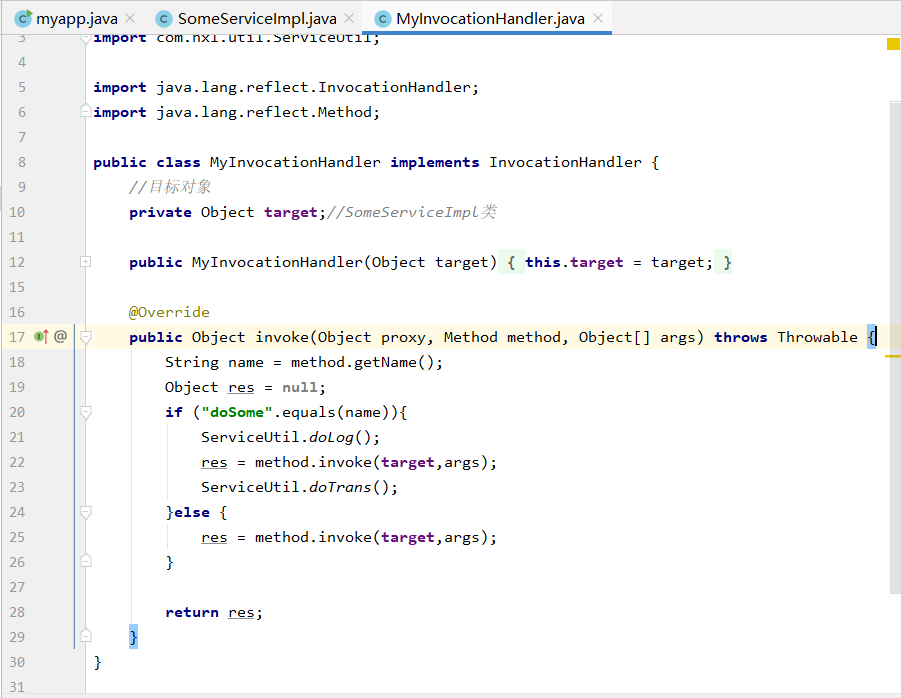 myapp.java SomeServiceImpl.java MyInvocationHandler.java
3 import com.hxl.util.ServiceUtil;
4
5 import java.lang.reflect.InvocationHandler;
6 import java.lang.reflect.Method;
7
8 public class MyInvocationHandler implements InvocationHandler {
9 //目标对象
10 private Object target;//SomeServiceImpl类
11
12 public MyInvocationHandler(Object target) { this.target = target; }
15
16 @Override
17 public Object invoke(Object proxy, Method method, Object[] args) throws Throwable {
18 String name = method.getName();
19 Object res = null;
20 if ("doSome".equals(name)){
21 ServiceUtil.doLog();
22 res = method.invoke(target,args);
23 ServiceUtil.doTrans();
24 }else {
25 res = method.invoke(target,args);
26 }
27
28 return res;
29 }
30 }
31